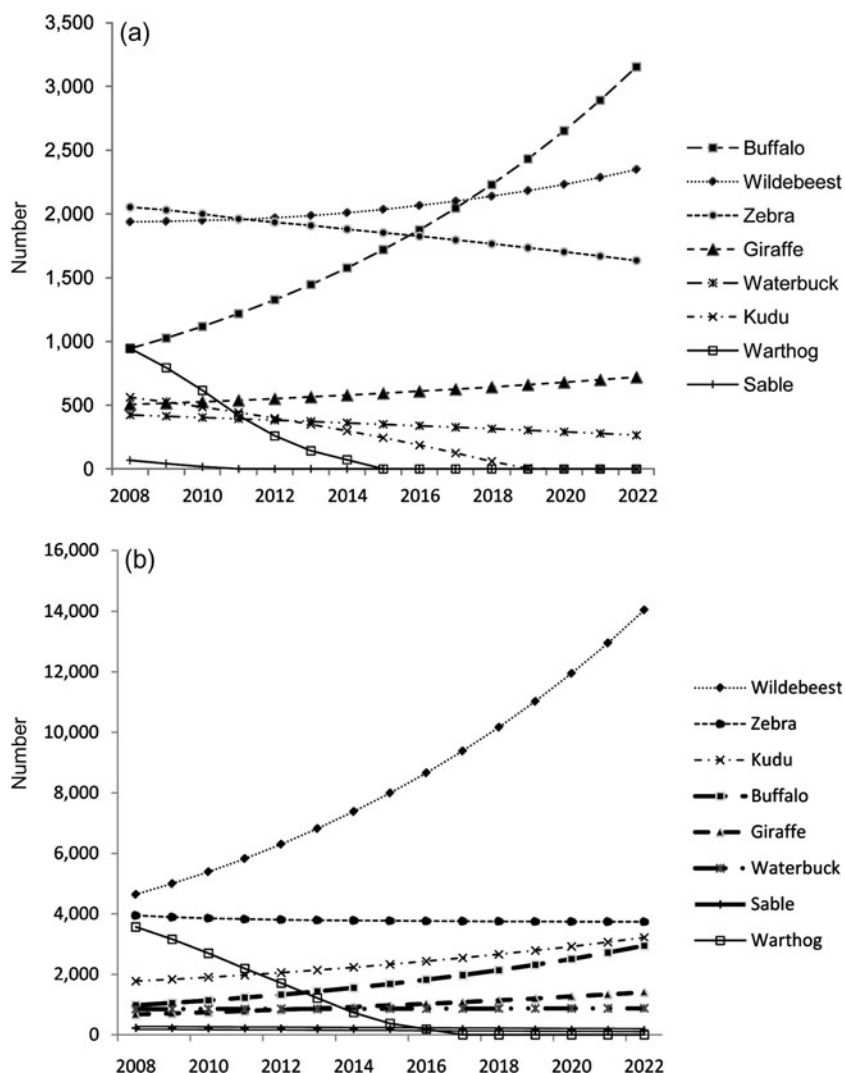 (a)
Number
3,500
3,000
2,500
2,000
1,500
1,000
500
0
2008 2010 2012 2014 2016 2018 2020 2022
Buffalo
Wildebeest
Zebra
Giraffe
Waterbuck
Kudu
Warthog
Sable
(b)
Number
16,000
14,000
12,000
10,000
8,000
6,000
4,000
2,000
0
2008 2010 2012 2014 2016 2018 2020 2022
Wildebeest
Zebra
Kudu
Buffalo
Giraffe
Waterbuck
Sable
Warthog